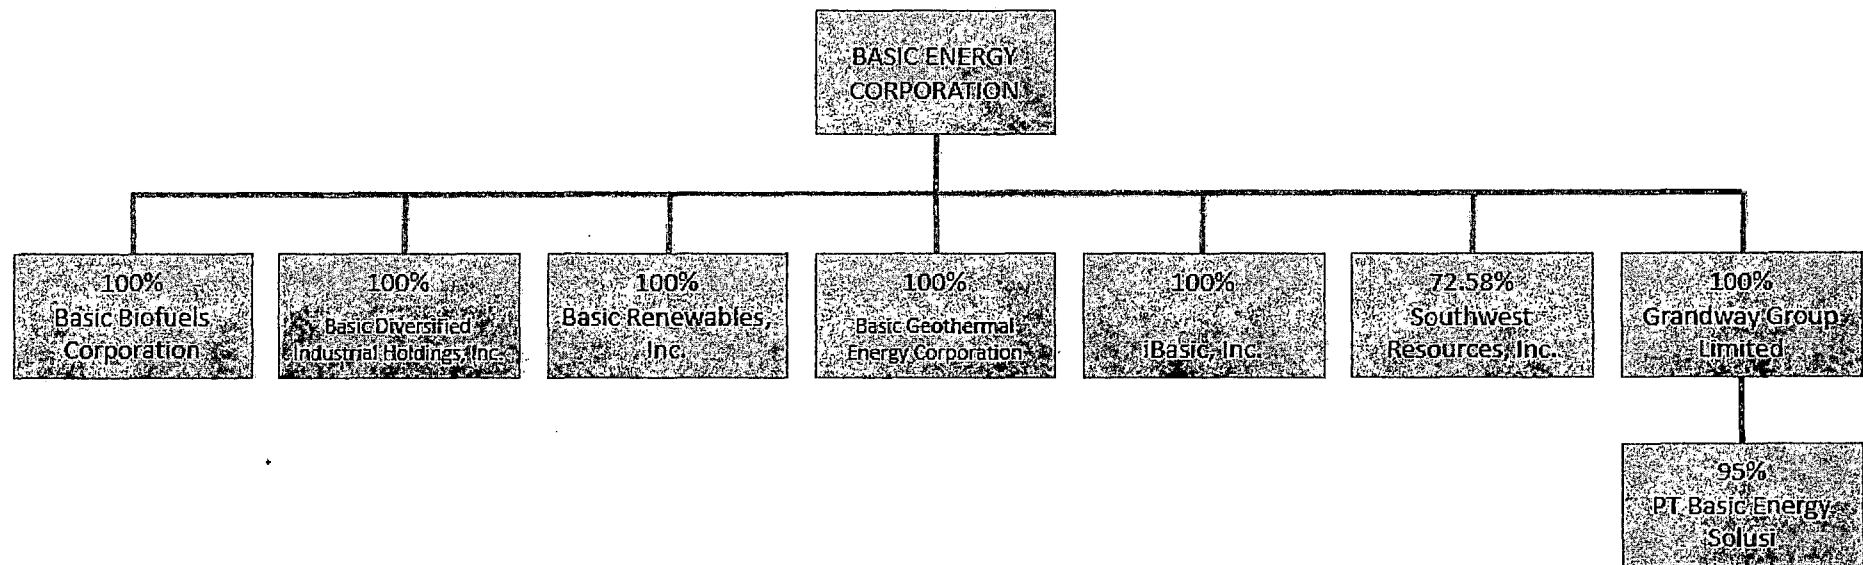 BASIC ENERGY
CORPORATION
100%
Basic Biofuels
Corporation
100%
Basic Diversified
Industrial Holdings, Inc.
100%
Basic Renewables,
Inc.
100%
Basic Geothermal
Energy Corporation
100%
iBasic, Inc.
72.58%
Southwest
Resources, Inc.
100%
Grandway Group
Limited
95%
PT Basic Energy
Solusi